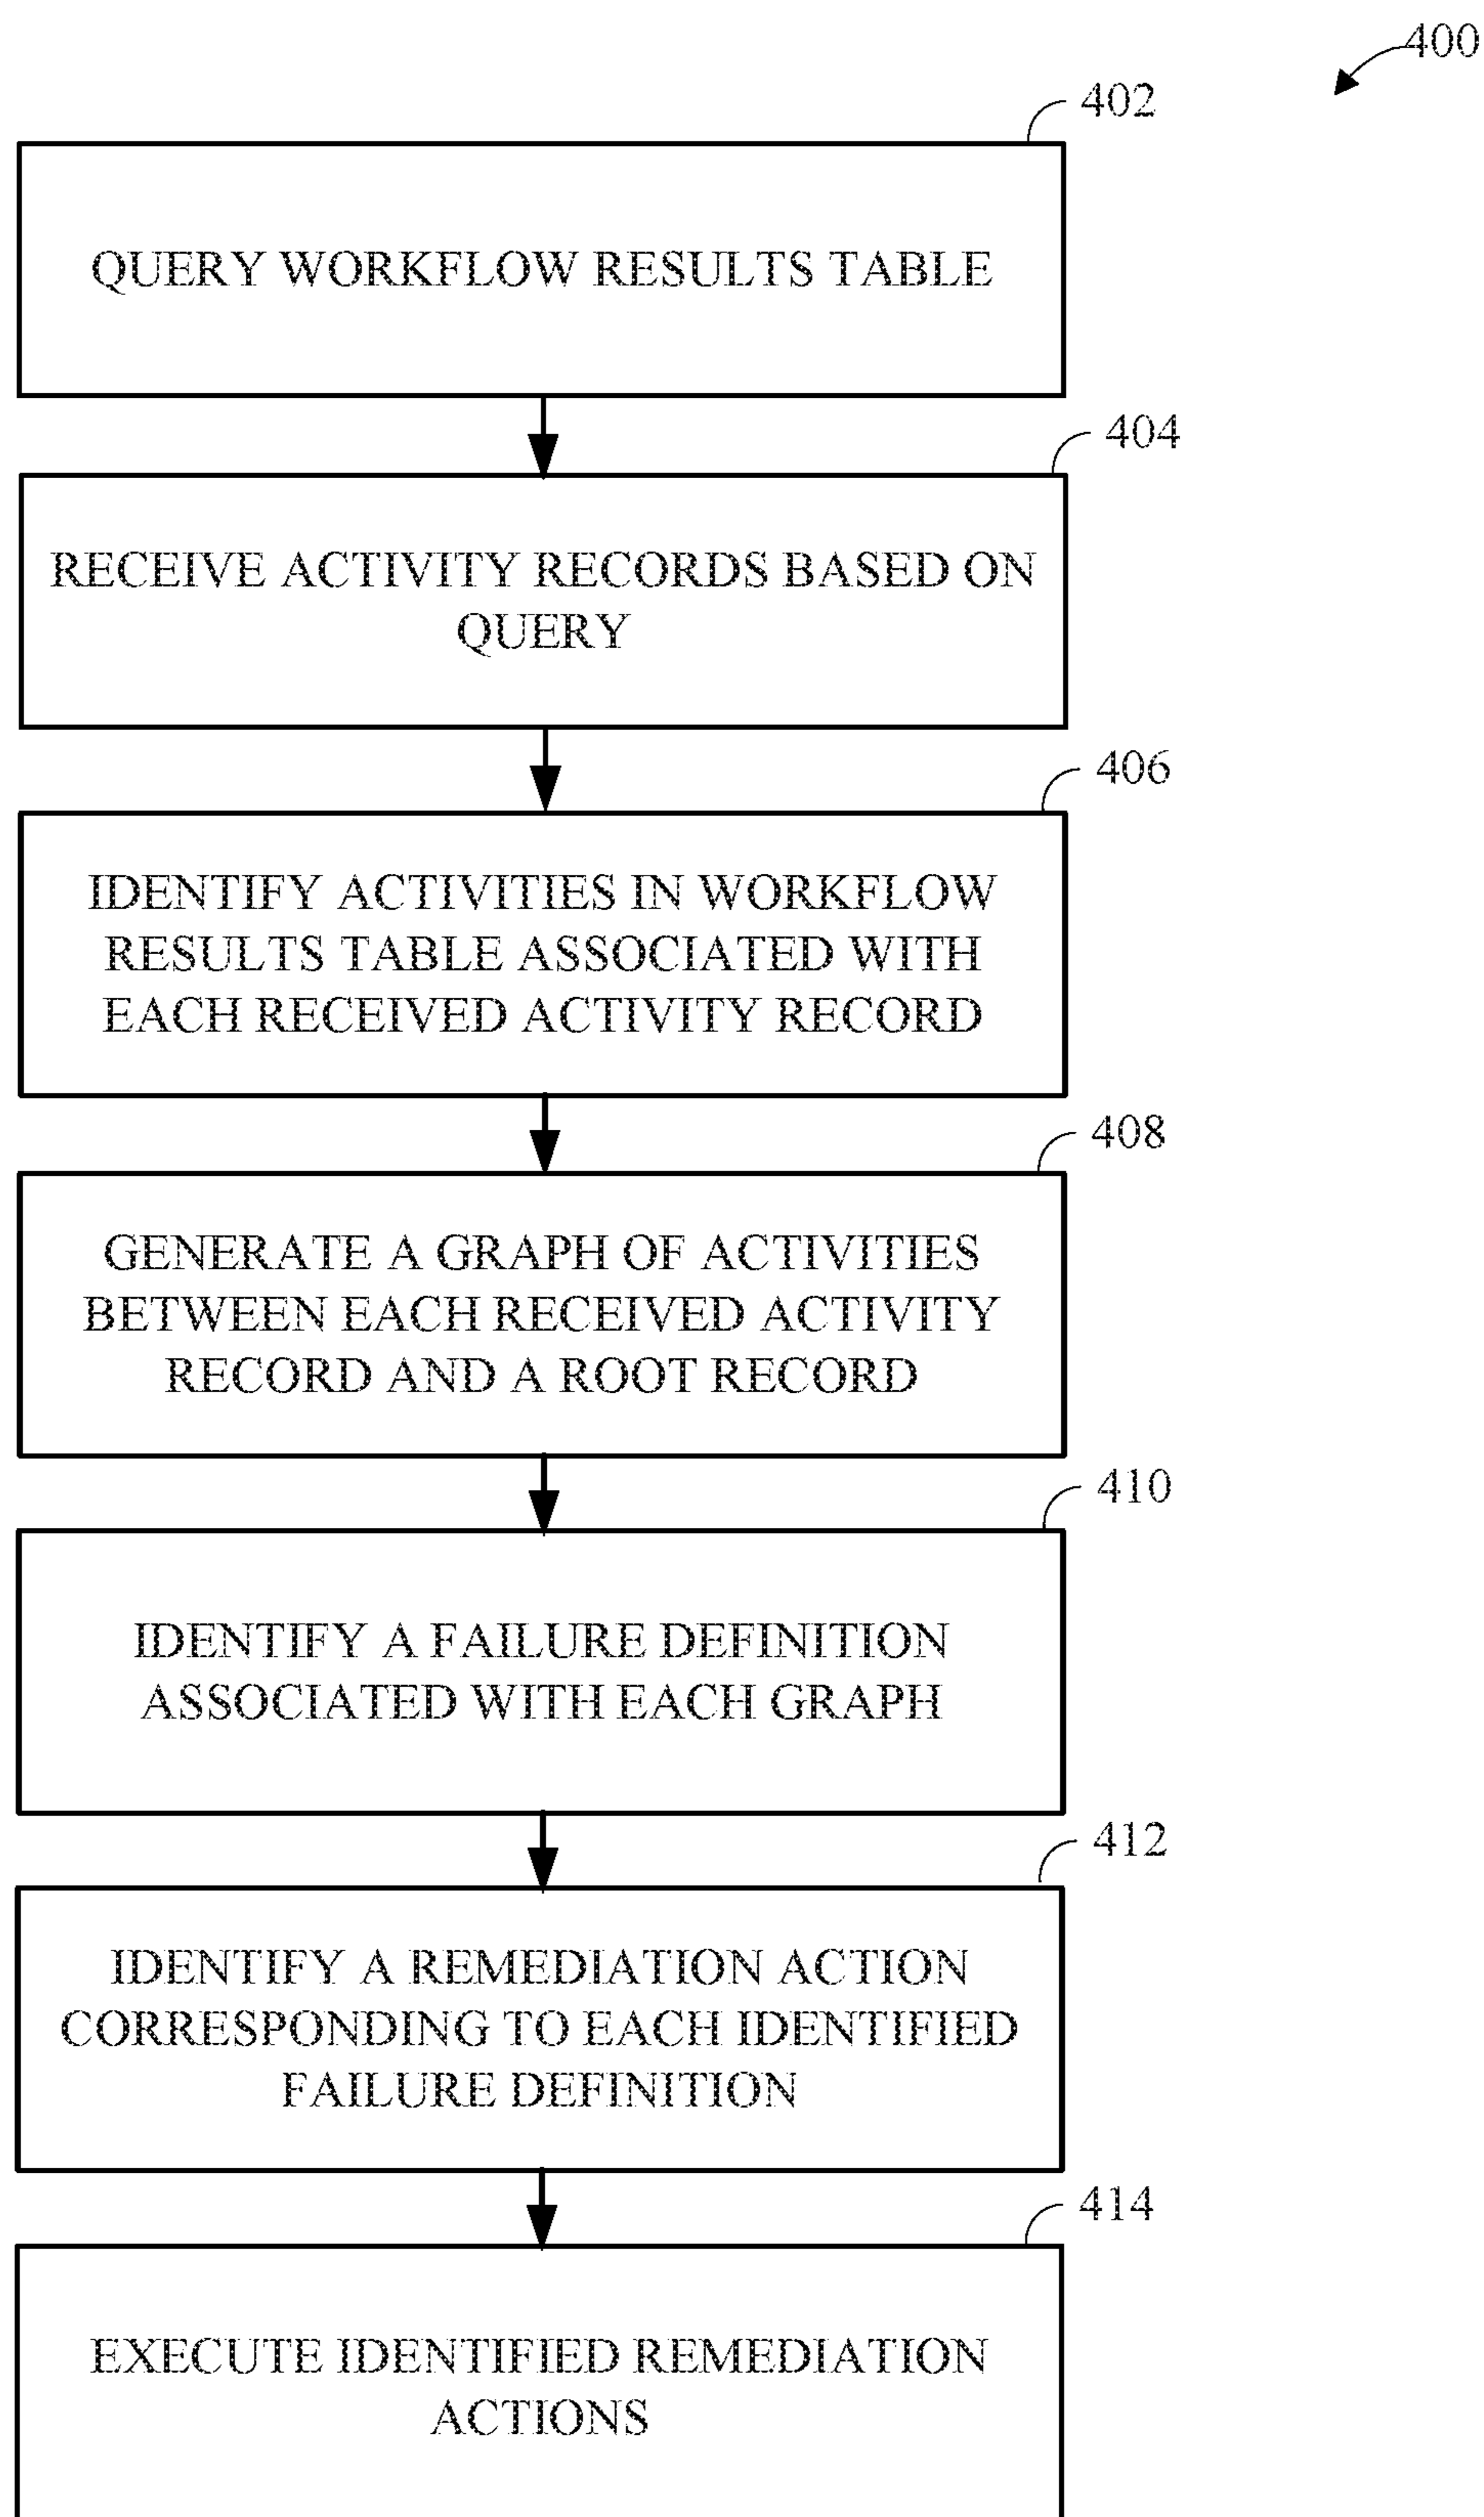 400
402
QUERY WORKFLOW RESULTS TABLE
404
RECEIVE ACTIVITY RECORDS BASED ON
QUERY
406
IDENTIFY ACTIVITIES IN WORKFLOW
RESULTS TABLE ASSOCIATED WITH
EACH RECEIVED ACTIVITY RECORD
408
GENERATE A GRAPH OF ACTIVITIES
BETWEEN EACH RECEIVED ACTIVITY
RECORD AND A ROOT RECORD
410
IDENTIFY A FAILURE DEFINITION
ASSOCIATED WITH EACH GRAPH
412
IDENTIFY A REMEDIATION ACTION
CORRESPONDING TO EACH IDENTIFIED
FAILURE DEFINITION
414
EXECUTE IDENTIFIED REMEDIATION
ACTIONS